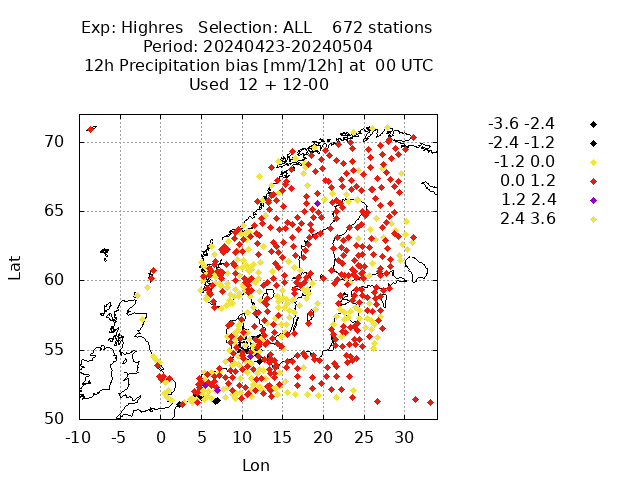 Exp: Highres   Selection: ALL    672 stations
Period: 20240423-20240504
12h Precipitation bias [mm/12h] at  00 UTC
Used  12 + 12-00
-3.6 -2.4
-2.4 -1.2
-1.2 0.0
0.0 1.2
1.2 2.4
2.4 3.6
70
65
60
55
50
Lat
-10 -5 0 5 10 15 20 25 30
Lon